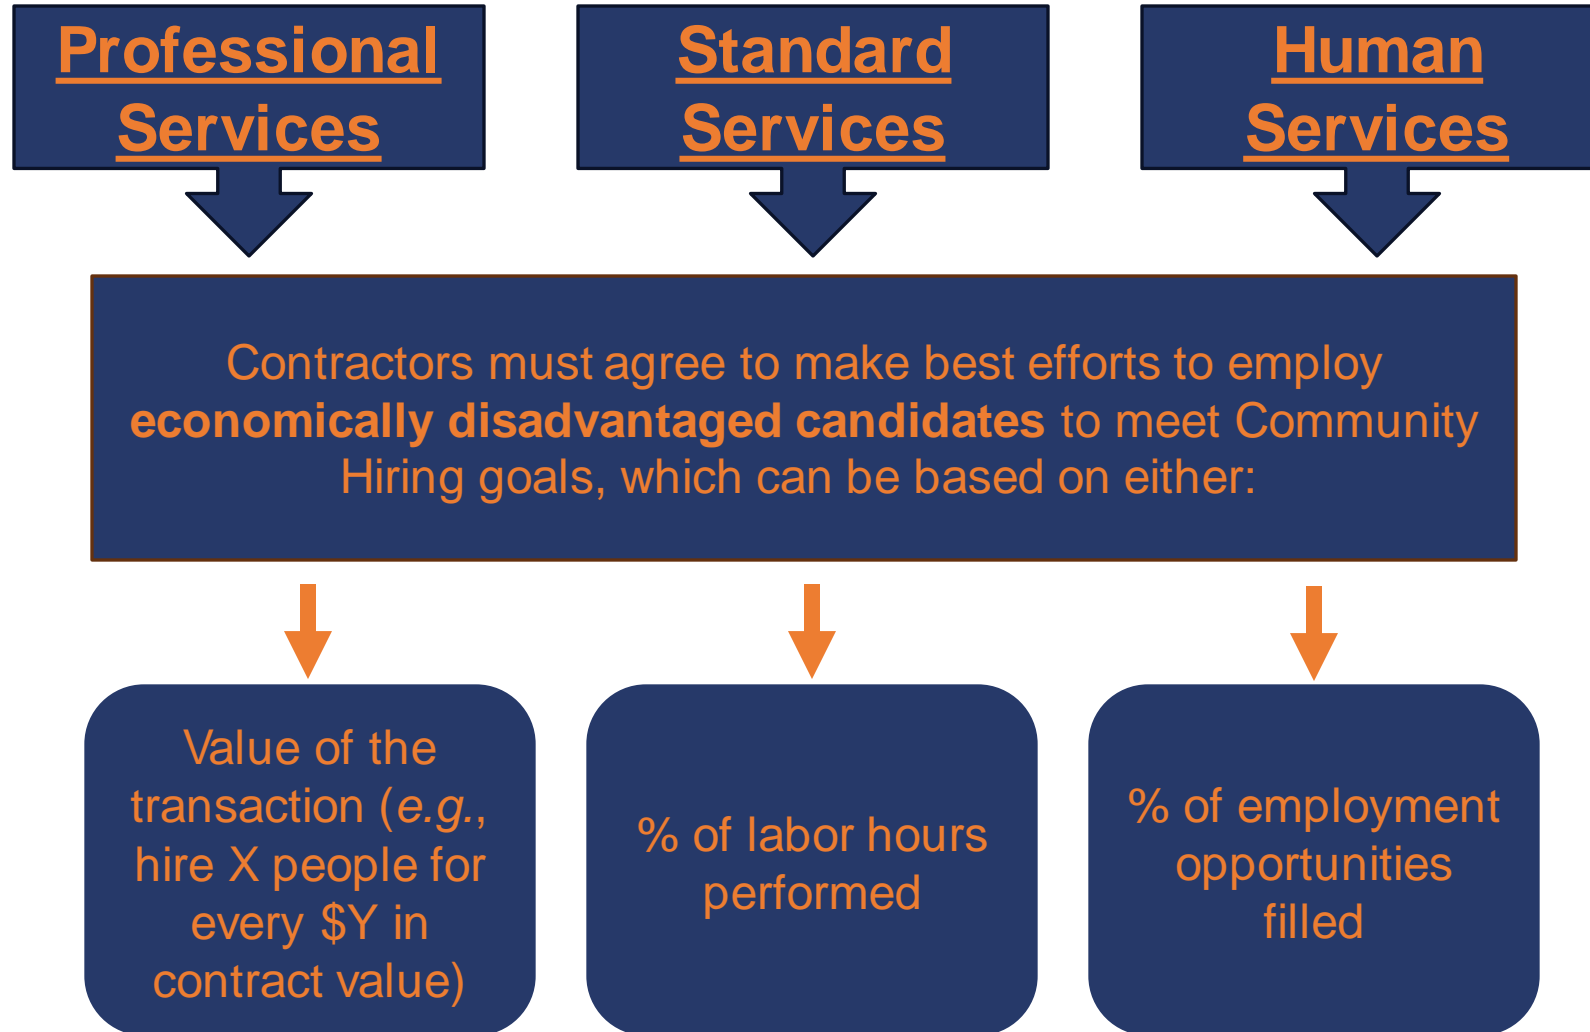 Professional
Services
Standard
Services
Human
Services
Contractors must agree to make best efforts to employ
economically disadvantaged candidates to meet Community
Hiring goals, which can be based on either:
Value of the
transaction (e.g.,
hire X people for
every $Y in
contract value)
% of labor hours
performed
% of employment
opportunities
filled